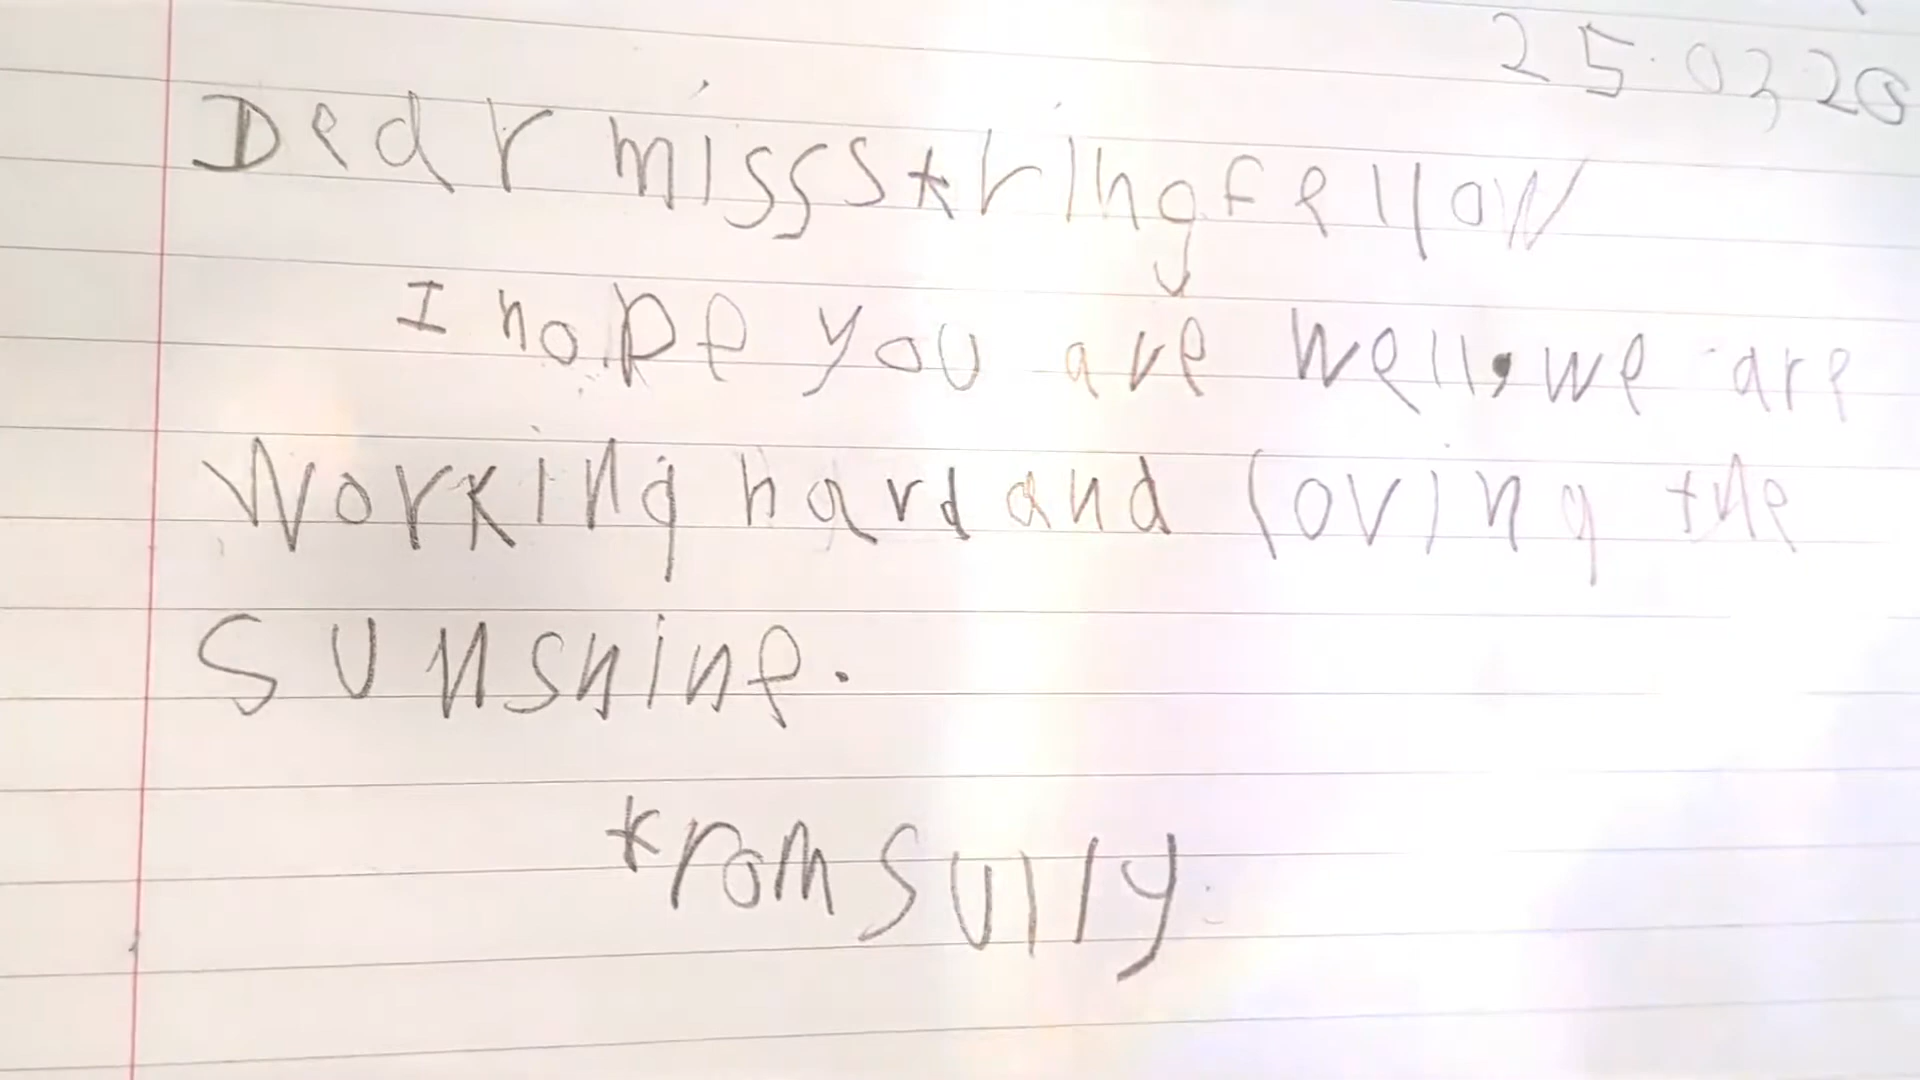 25.03.20
Dear miss stringfellow
I hope you are well, we are
working hard and loving the
sunshine.
from Sully.